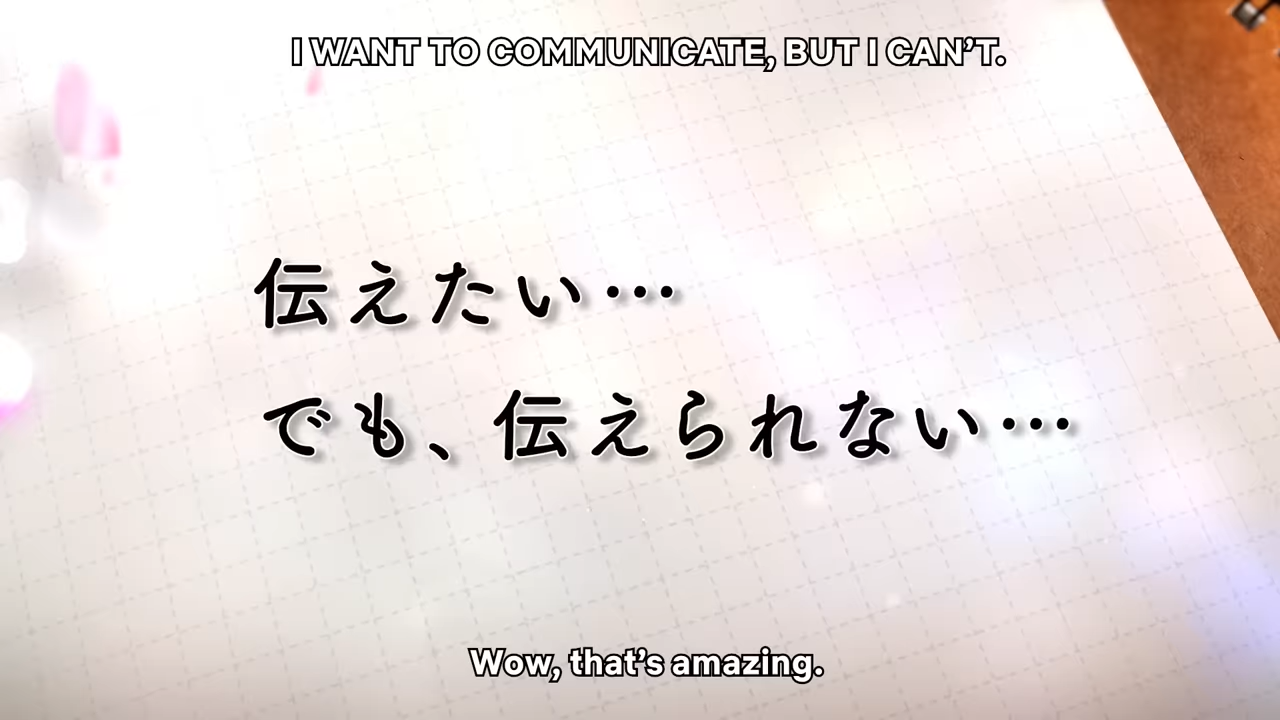 I WANT TO COMMUNICATE, BUT I CAN'T.
伝えたい…
でも、伝えられない…
Wow, that's amazing.